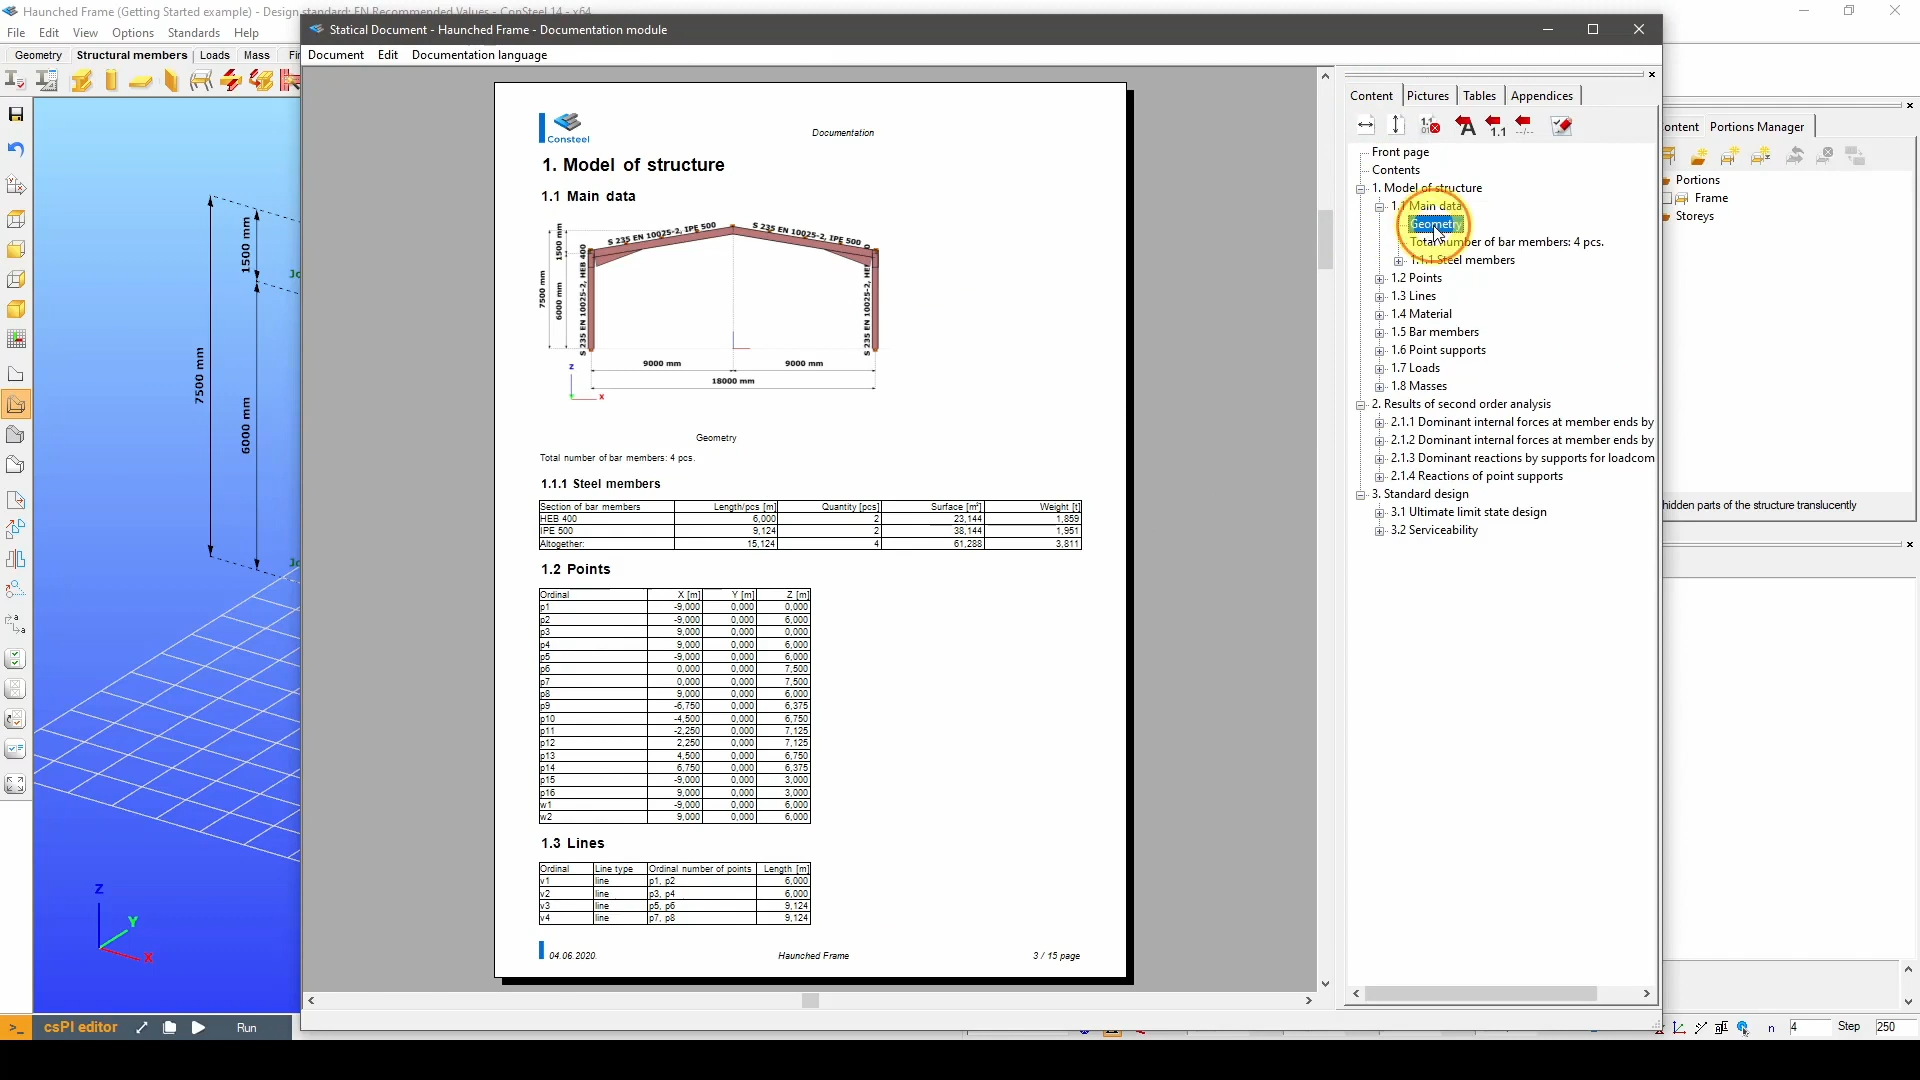 Haunched Frame (Getting Started example) - Design standard: EN Recommended Values - ConSteel 14 - x64
File Edit View Options Standards Help
Geometry Structural members Loads Mass Fi
Statical Document - Haunched Frame - Documentation module
Document Edit Documentation language
Consteel
Documentation
1. Model of structure
1.1 Main data
S 235 EN 10025-2, IPE 500
S 235 EN 10025-2, IPE 500
S 235 EN 10025-2, HEB 400
S 235 EN 10025-2, HEB 400
7500 mm
1500 mm
6000 mm
9000 mm
9000 mm
18000 mm
Z
X
Geometry
Total number of bar members: 4 pcs.
1.1.1 Steel members
Section of bar members Length/pcs [m] Quantity [pcs] Surface [m²] Weight [t]
HEB 400 6,000 2 23,144 1,859
IPE 500 9,124 2 38,144 1,951
Altogether: 15,124 4 61,288 3,811
1.2 Points
Ordinal X [m] Y [m] Z [m]
p1 -9,000 0,000 0,000
p2 -9,000 0,000 6,000
p3 9,000 0,000 0,000
p4 9,000 0,000 6,000
p5 -9,000 0,000 6,000
p6 0,000 0,000 7,500
p7 0,000 0,000 7,500
p8 9,000 0,000 6,000
p9 -6,750 0,000 6,375
p10 -4,500 0,000 6,750
p11 -2,250 0,000 7,125
p12 2,250 0,000 7,125
p13 4,500 0,000 6,750
p14 6,750 0,000 6,375
p15 -9,000 0,000 3,000
p16 9,000 0,000 3,000
w1 -9,000 0,000 6,000
w2 9,000 0,000 6,000
1.3 Lines
Ordinal Line type Ordinal number of points Length [m]
v1 line p1, p2 6,000
v2 line p3, p4 6,000
v3 line p5, p6 9,124
v4 line p7, p8 9,124
04.06.2020. Haunched Frame 3 / 15 page
Content Pictures Tables Appendices
Front page
Contents
1. Model of structure
1.1 Main data
Geometry
Total number of bar members: 4 pcs.
1.1.1 Steel members
1.2 Points
1.3 Lines
1.4 Material
1.5 Bar members
1.6 Point supports
1.7 Loads
1.8 Masses
2. Results of second order analysis
2.1.1 Dominant internal forces at member ends by
2.1.2 Dominant internal forces at member ends by
2.1.3 Dominant reactions by supports for loadcom
2.1.4 Reactions of point supports
3. Standard design
3.1 Ultimate limit state design
3.2 Serviceability
ontent Portions Manager
Portions
Frame
Storeys
hidden parts of the structure translucently
7500 mm
1500 mm
6000 mm
Z
Y
X
>_ csPI editor Run
n 4 Step 250